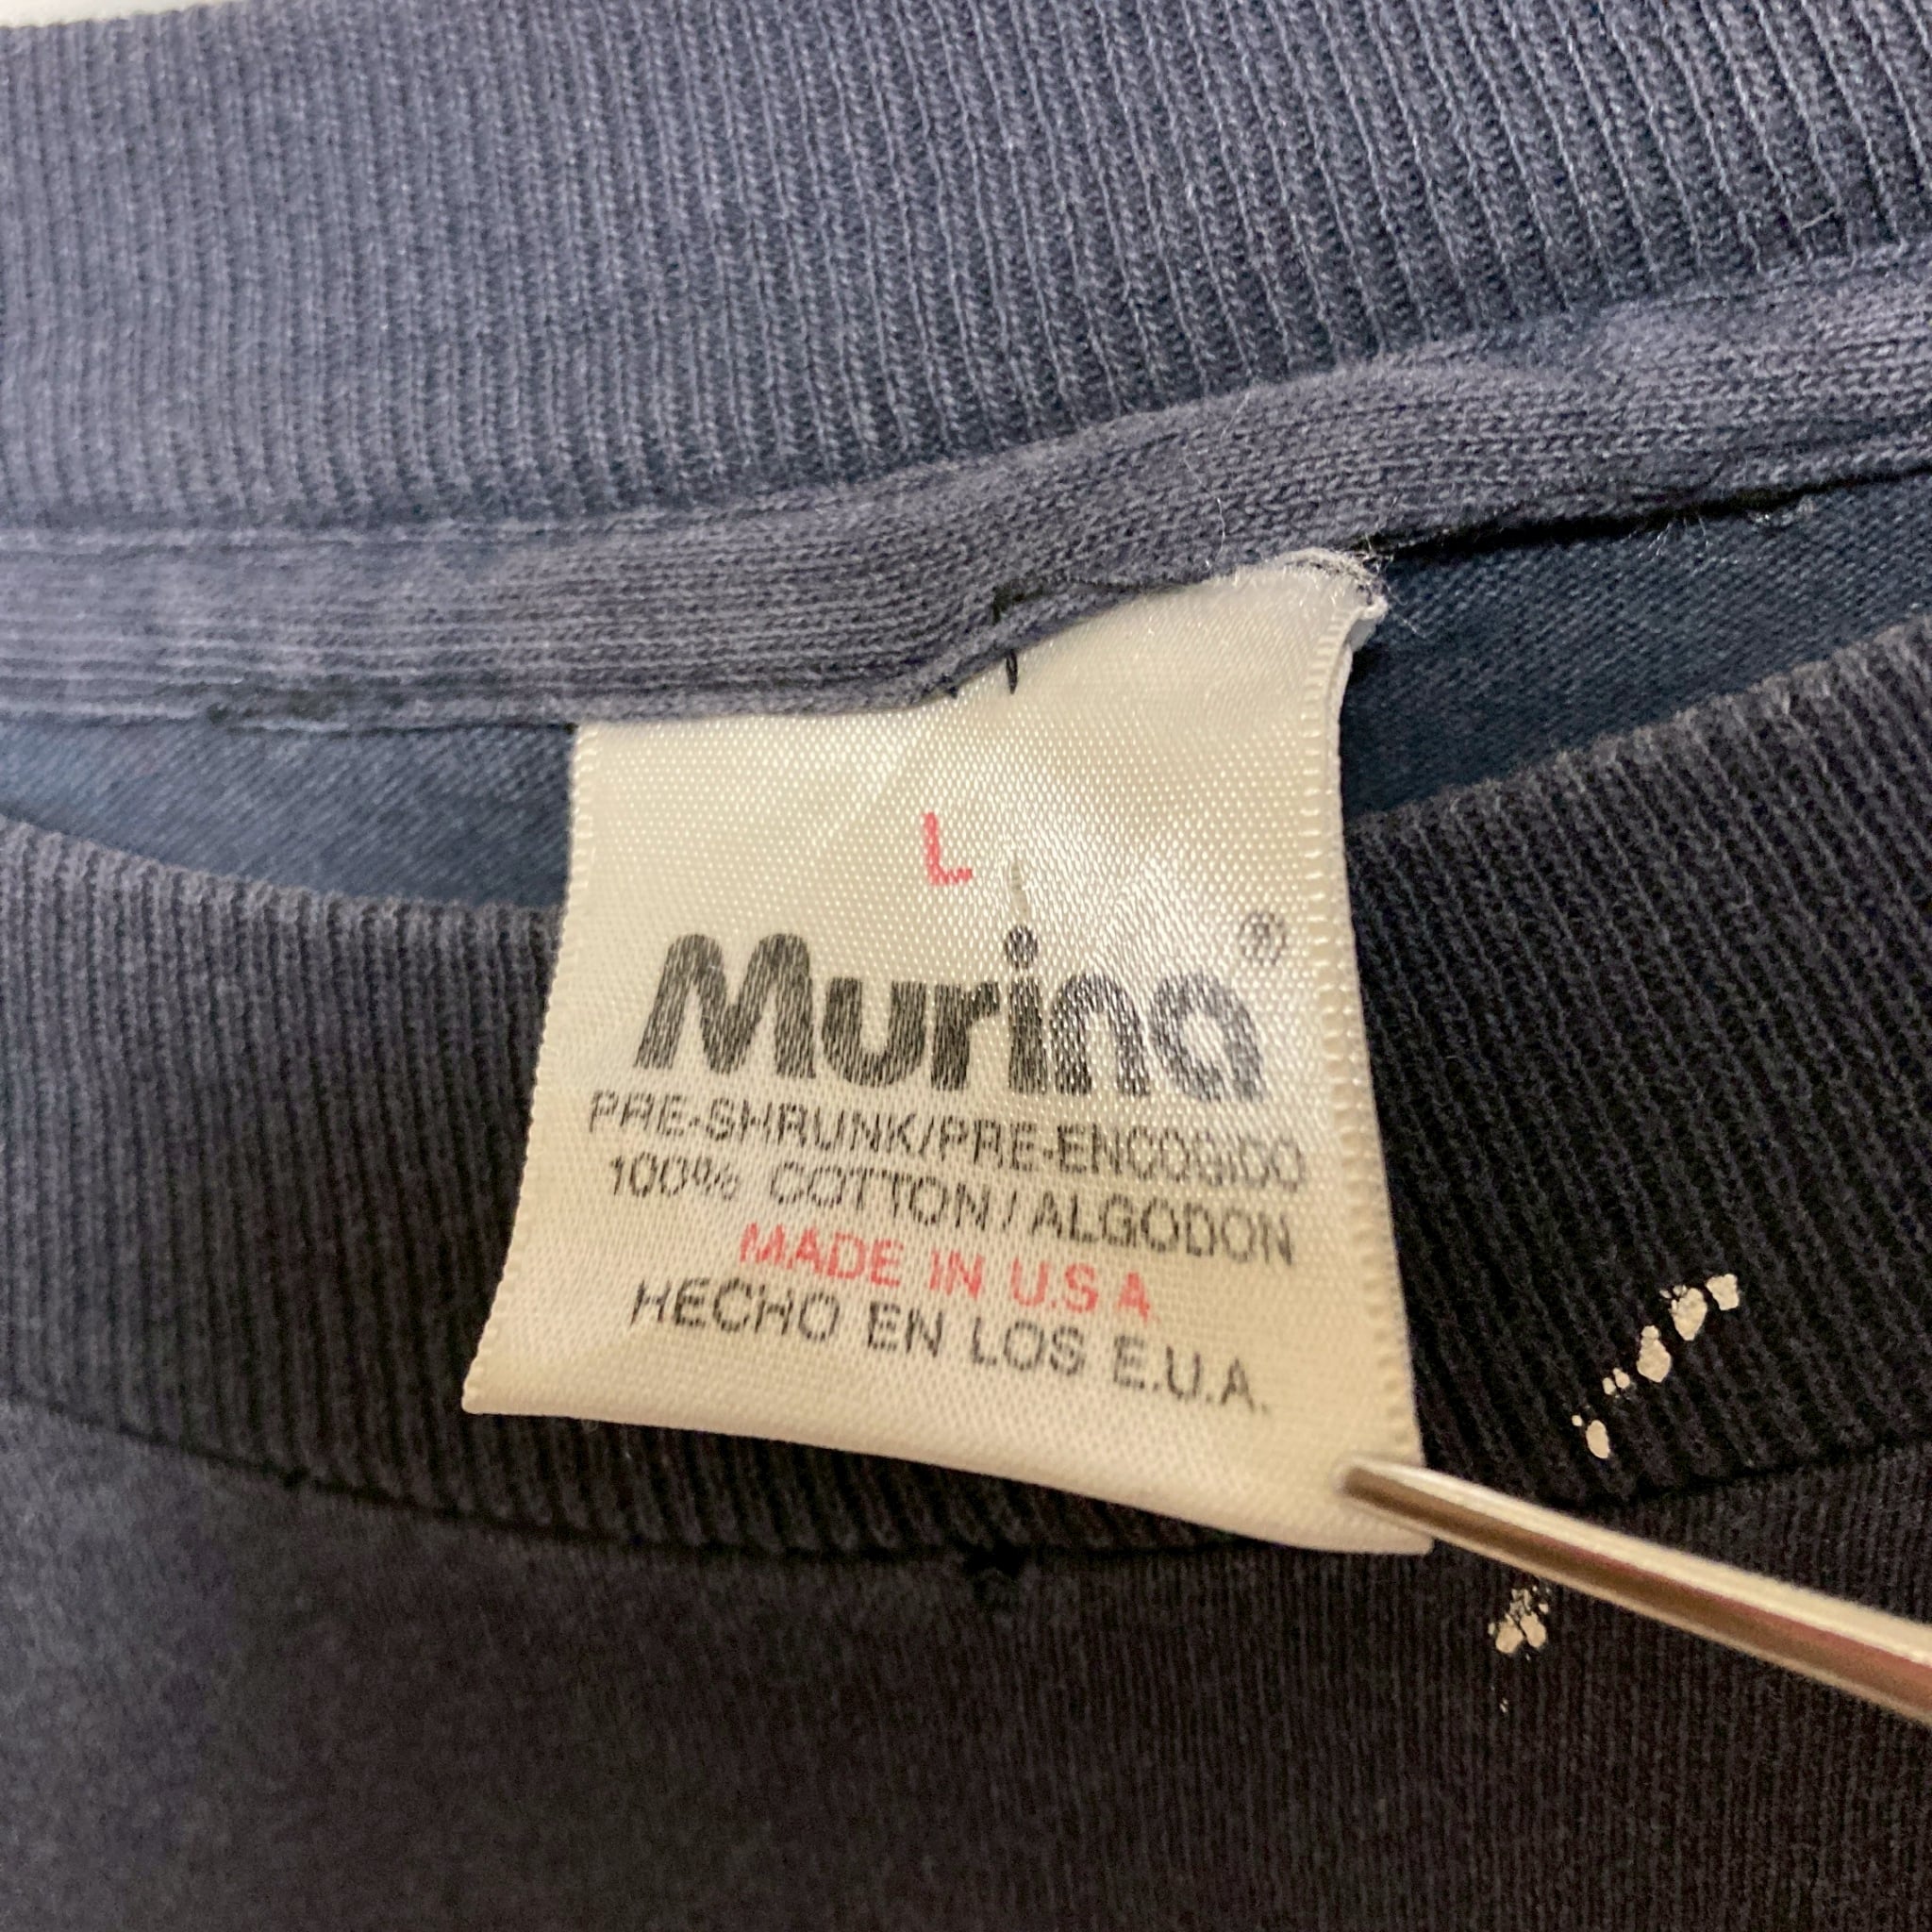 L
Murina®
PRE-SHRUNK/PRE-ENCOGIDO
100% COTTON/ALGODON
MADE IN U.S A
HECHO EN LOS E.U.A.